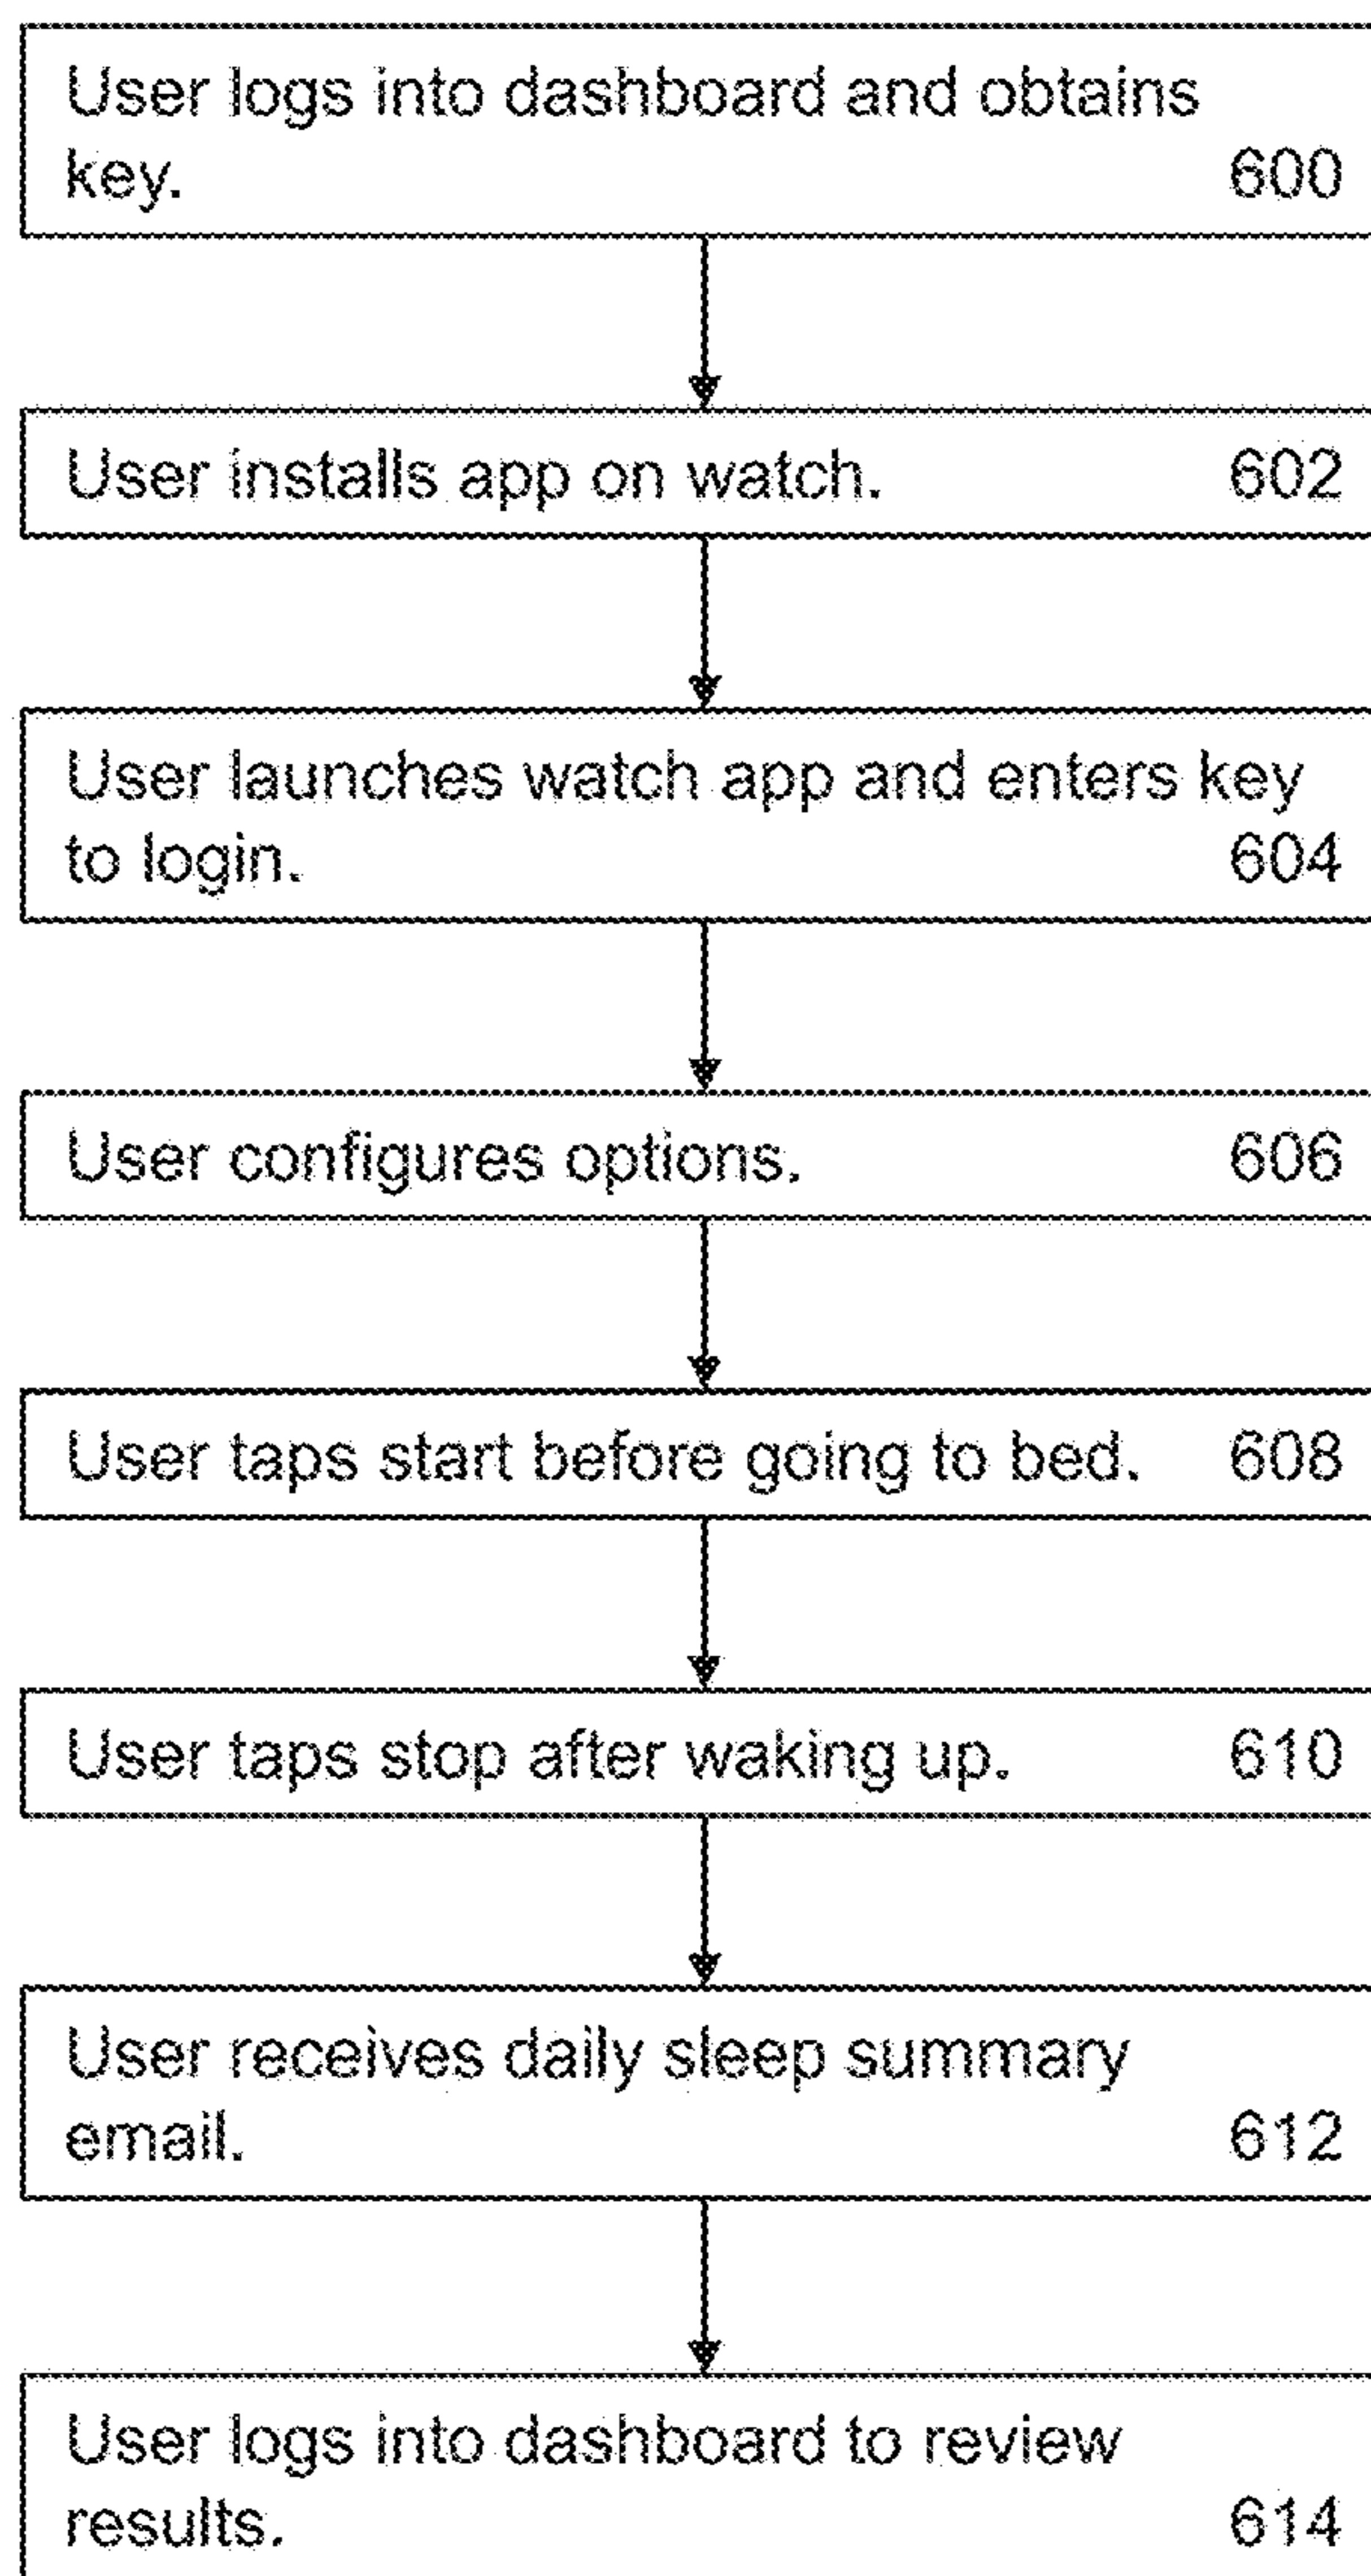 User logs into dashboard and obtains
key. 600
User installs app on watch. 602
User launches watch app and enters key
to login. 604
User configures options. 606
User taps start before going to bed. 608
User taps stop after waking up. 610
User receives daily sleep summary
email. 612
User logs into dashboard to review
results. 614